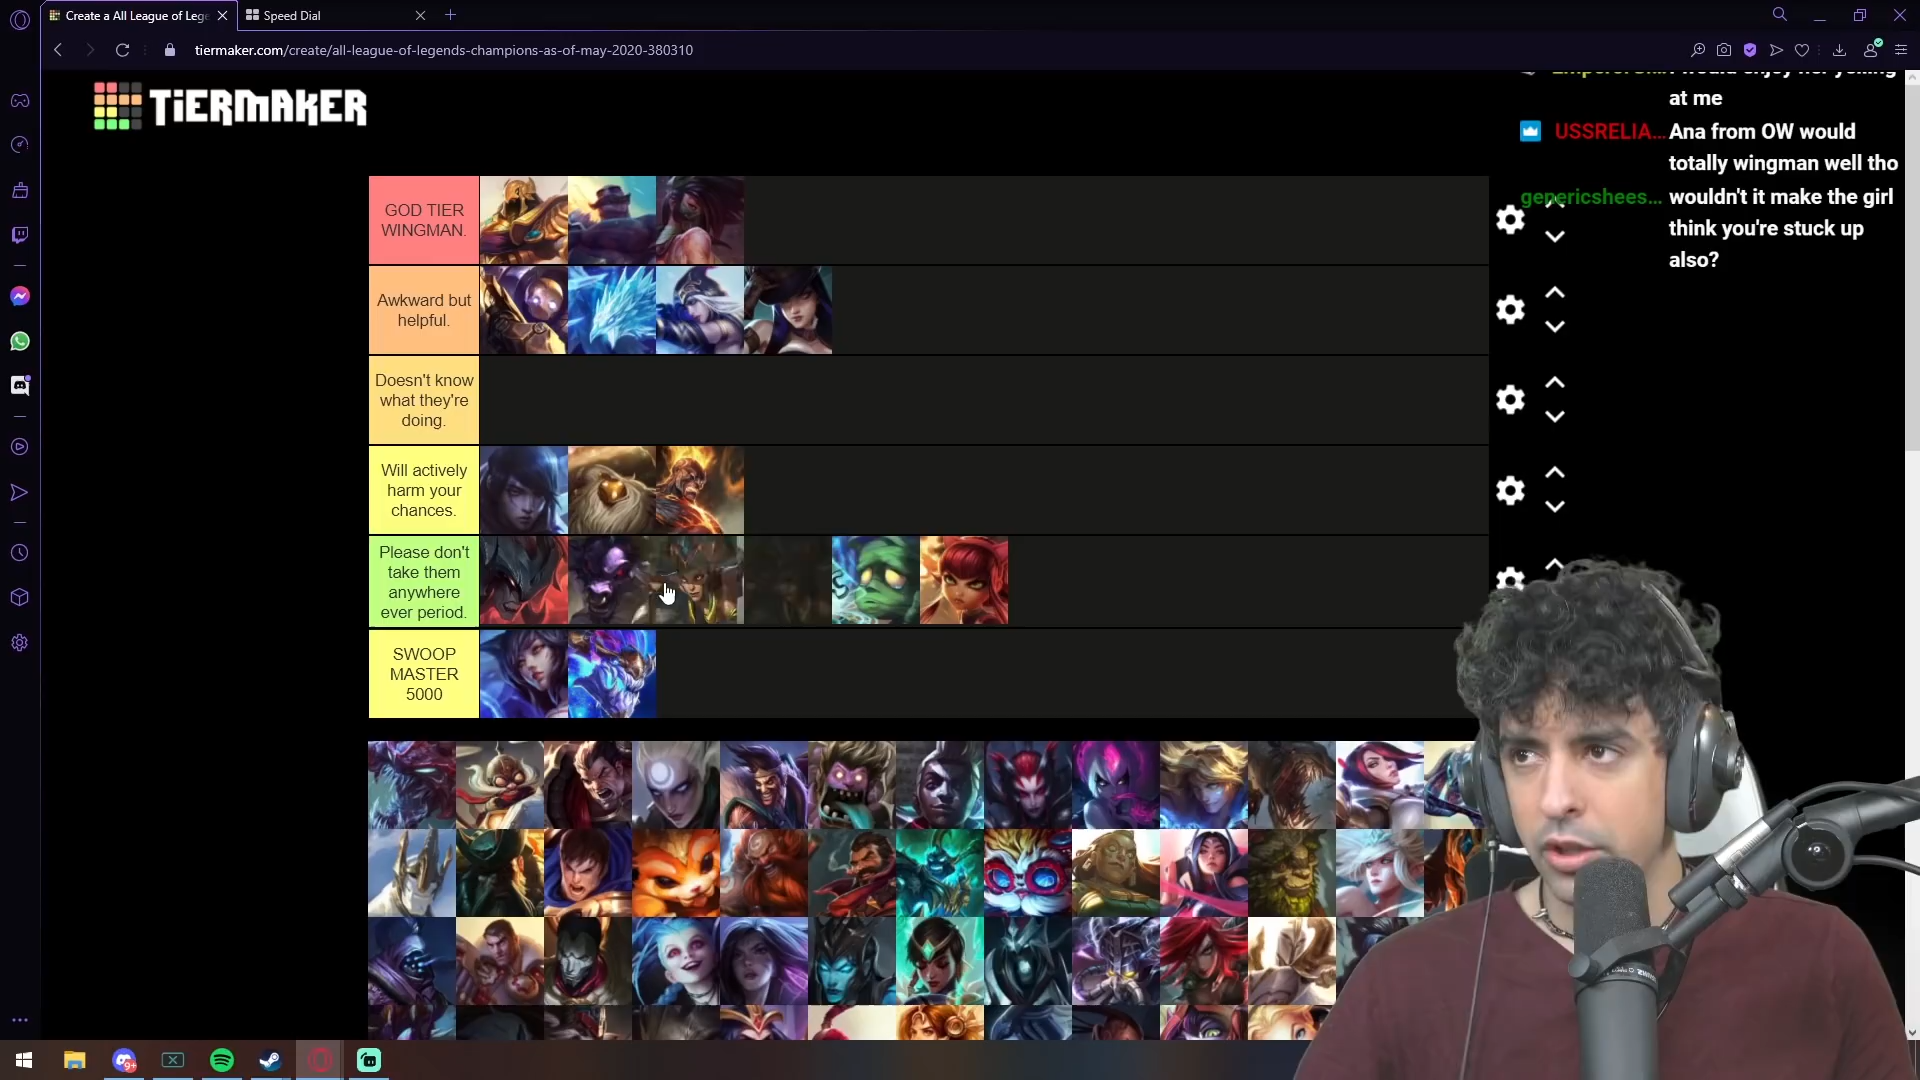 Create a All League of Lege
Speed Dial
tiermaker.com/create/all-league-of-legends-champions-as-of-may-2020-380310
TiERMAKER
at me
USSRELIA... Ana from OW would
totally wingman well tho
genericshees... wouldn't it make the girl
think you're stuck up
also?
GOD TIER
WINGMAN.
Awkward but
helpful.
Doesn't know
what they're
doing.
Will actively
harm your
chances.
Please don't
take them
anywhere
ever period.
SWOOP
MASTER
5000
9+